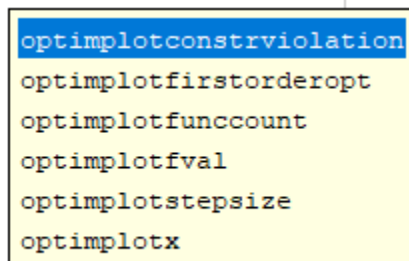 optimplotconstrviolation
optimplotfirstorderopt
optimplotfunccount
optimplotfval
optimplotstepsize
optimplotx